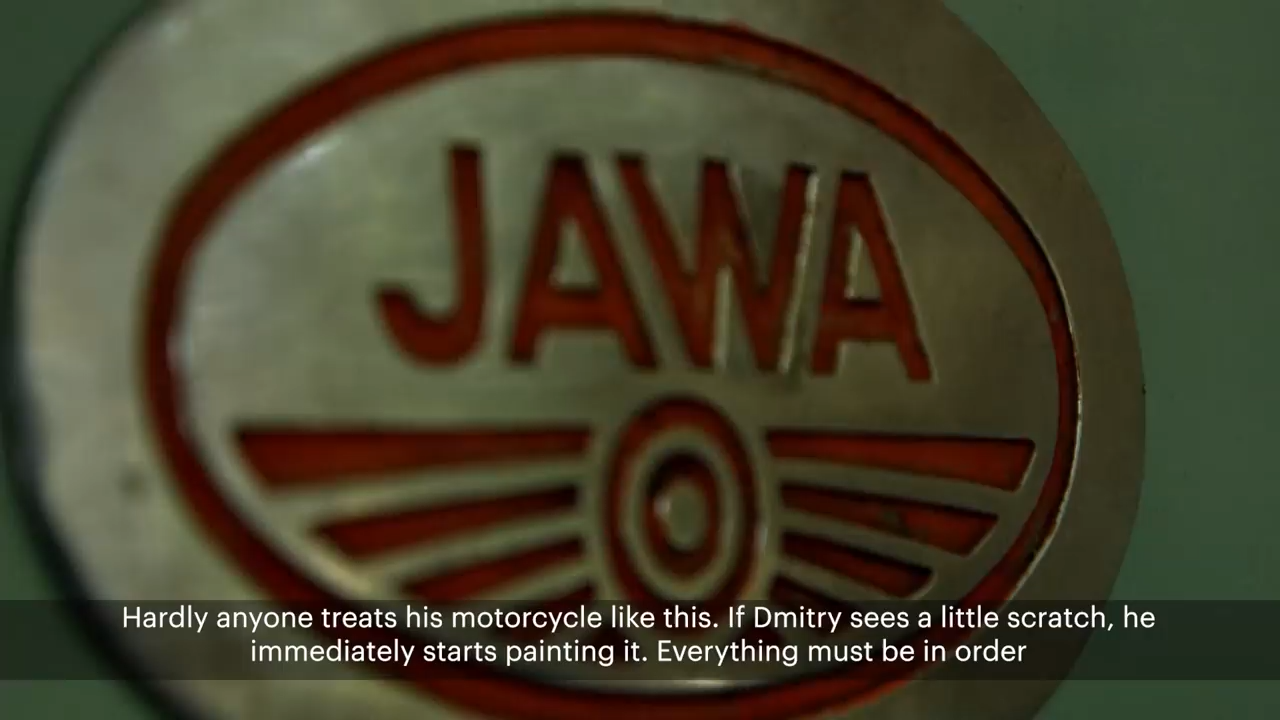 JAWA
Hardly anyone treats his motorcycle like this. If Dmitry sees a little scratch, he
immediately starts painting it. Everything must be in order